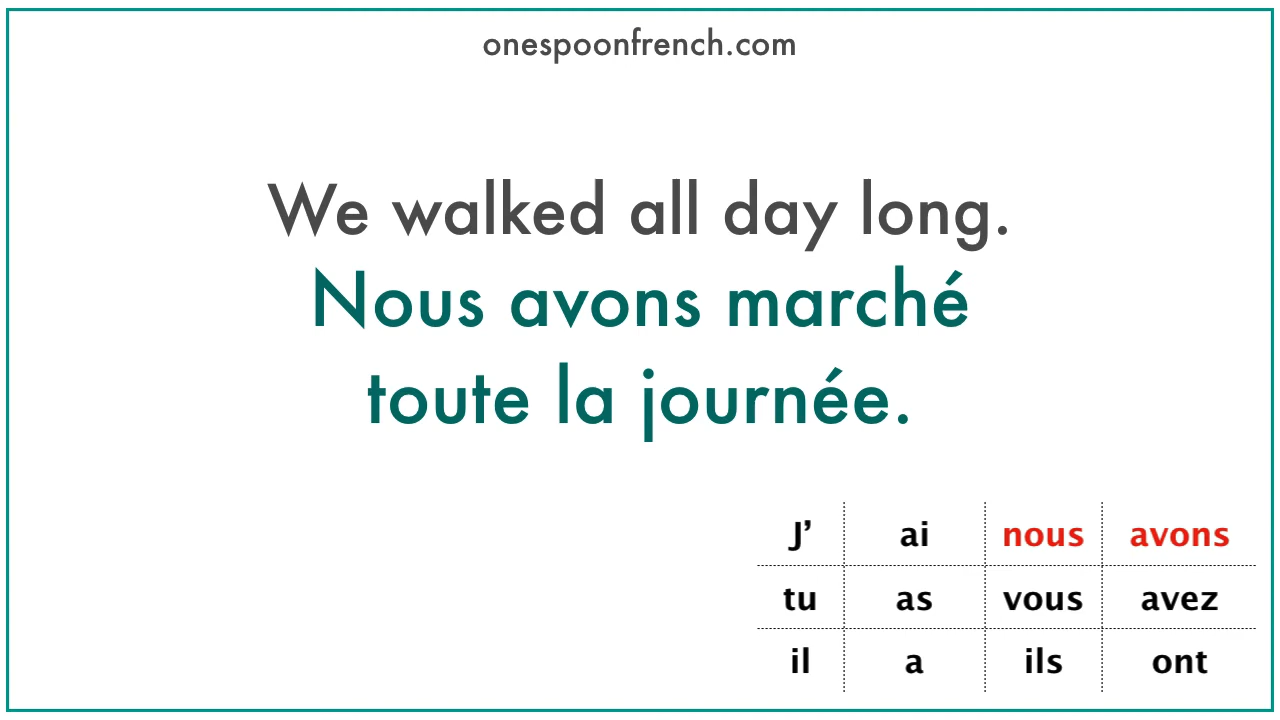 onespoonfrench.com
We walked all day long.
Nous avons marché
toute la journée.
J’ ai nous avons
tu as vous avez
il a ils ont